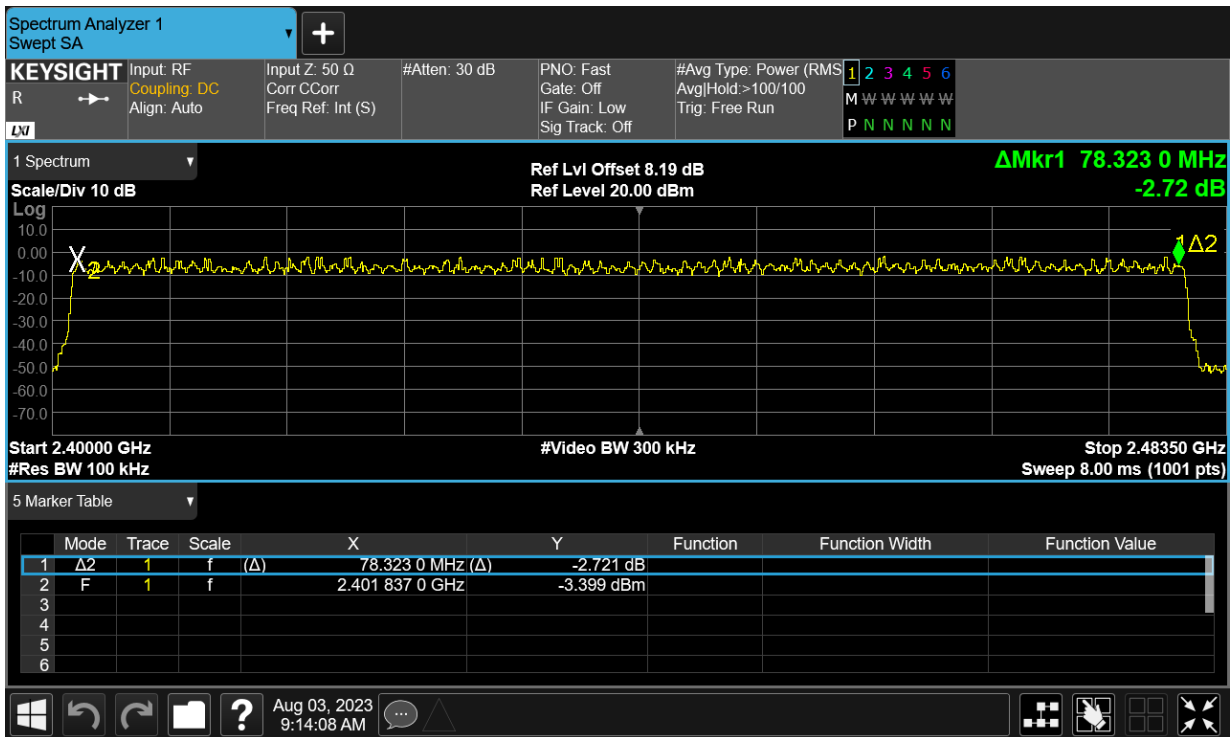 Spectrum Analyzer 1
Swept SA
KEYSIGHT
R
LXI
Input: RF
Coupling: DC
Align: Auto
Input Z: 50 Ω
Corr CCorr
Freq Ref: Int (S)
#Atten: 30 dB
PNO: Fast
Gate: Off
IF Gain: Low
Sig Track: Off
#Avg Type: Power (RMS
Avg|Hold:>100/100
Trig: Free Run
1 2 3 4 5 6
M W W W W W
P N N N N N
1 Spectrum
Scale/Div 10 dB
Ref Lvl Offset 8.19 dB
Ref Level 20.00 dBm
ΔMkr1 78.323 0 MHz
-2.72 dB
Log
10.0
0.00
-10.0
-20.0
-30.0
-40.0
-50.0
-60.0
-70.0
X2
1Δ2
Start 2.40000 GHz
#Res BW 100 kHz
#Video BW 300 kHz
Stop 2.48350 GHz
Sweep 8.00 ms (1001 pts)
5 Marker Table
Mode Trace Scale X Y Function Function Width Function Value
1 Δ2 1 f (Δ) 78.323 0 MHz (Δ) -2.721 dB
2 F 1 f 2.401 837 0 GHz -3.399 dBm
3
4
5
6
?
Aug 03, 2023
9:14:08 AM